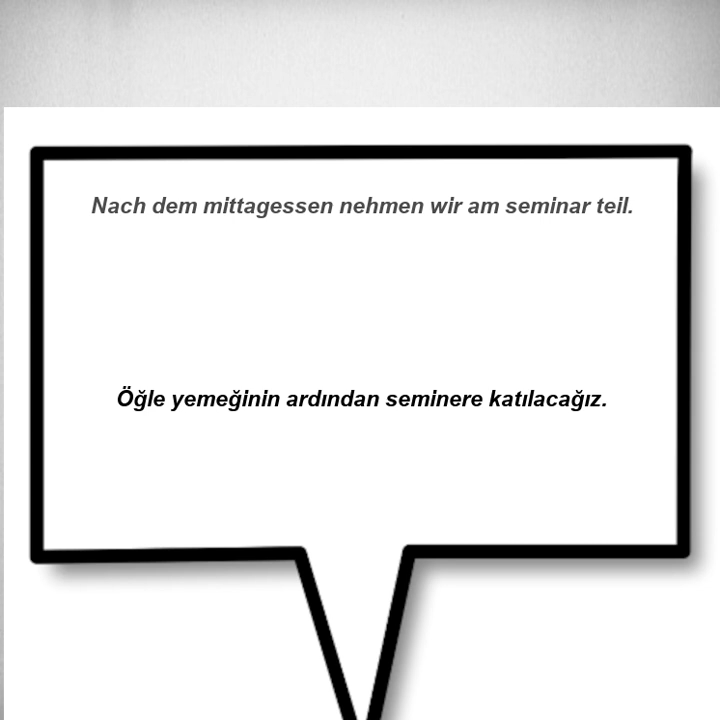 Nach dem mittagessen nehmen wir am seminar teil.
Öğle yemeğinin ardından seminere katılacağız.